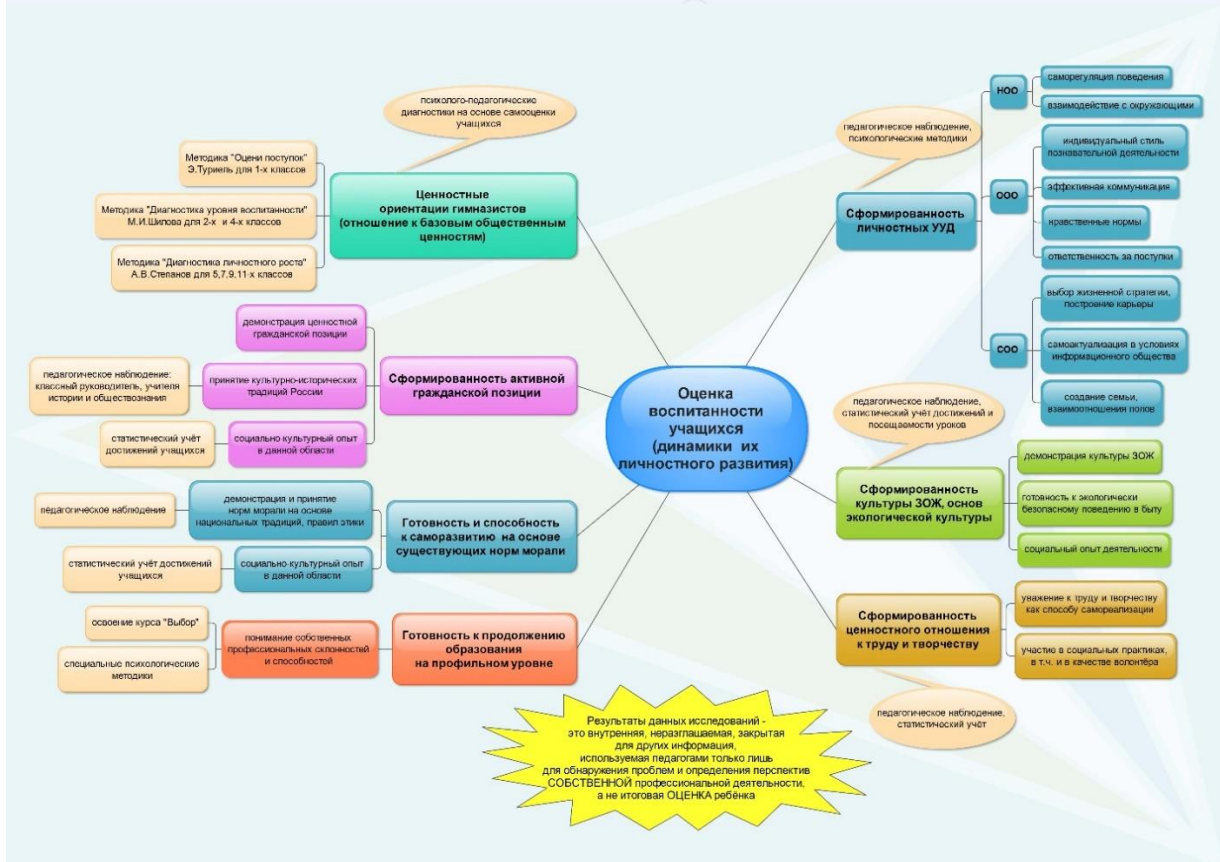 психолого-педагогические
диагностики на основе самооценки
учащихся
Методика "Оцени поступок"
Э.Туриель для 1-х классов
Методика "Диагностика уровня воспитанности"
М.И.Шилова для 2-х и 4-х классов
Методика "Диагностика личностного роста"
А.В.Степанов для 5,7,9,11-х классов
Ценностные
ориентации гимназистов
(отношение к базовым общественным
ценностям)
демонстрация ценностной
гражданской позиции
педагогическое наблюдение:
классный руководитель, учителя
истории и обществознания
принятие культурно-исторических
традиций России
статистический учёт
достижений учащихся
социально культурный опыт
в данной области
Сформированность активной
гражданской позиции
педагогическое наблюдение
демонстрация и принятие
норм морали на основе
национальных традиций, правил этики
статистический учёт достижений
учащихся
социально-культурный опыт
в данной области
Готовность и способность
к саморазвитию на основе
существующих норм морали
освоение курса "Выбор"
специальные психологические
методики
понимание собственных
профессиональных склонностей
и способностей
Готовность к продолжению
образования
на профильном уровне
Оценка
воспитанности
учащихся
(динамики их
личностного развития)
педагогическое наблюдение,
психологические методики
Сформированность
личностных УУД
НОО
саморегуляция поведения
взаимодействие с окружающими
ООО
индивидуальный стиль
познавательной деятельности
эффективная коммуникация
нравственные нормы
ответственность за поступки
СОО
выбор жизненной стратегии,
построение карьеры
самоактуализация в условиях
информационного общества
создание семьи,
взаимоотношения полов
педагогическое наблюдение,
статистический учёт достижений и
посещаемости уроков
Сформированность
культуры ЗОЖ, основ
экологической культуры
демонстрация культуры ЗОЖ
готовность к экологически
безопасному поведению в быту
социальный опыт деятельности
Сформированность
ценностного отношения
к труду и творчеству
уважение к труду и творчеству
как способу самореализации
участие в социальных практиках,
в т.ч. и в качестве волонтёра
педагогическое наблюдение,
статистический учёт
Результаты данных исследований -
это внутренняя, неразглашаемая, закрытая
для других информация,
используемая педагогами только лишь
для обнаружения проблем и определения перспектив
СОБСТВЕННОЙ профессиональной деятельности,
а не итоговая ОЦЕНКА ребёнка